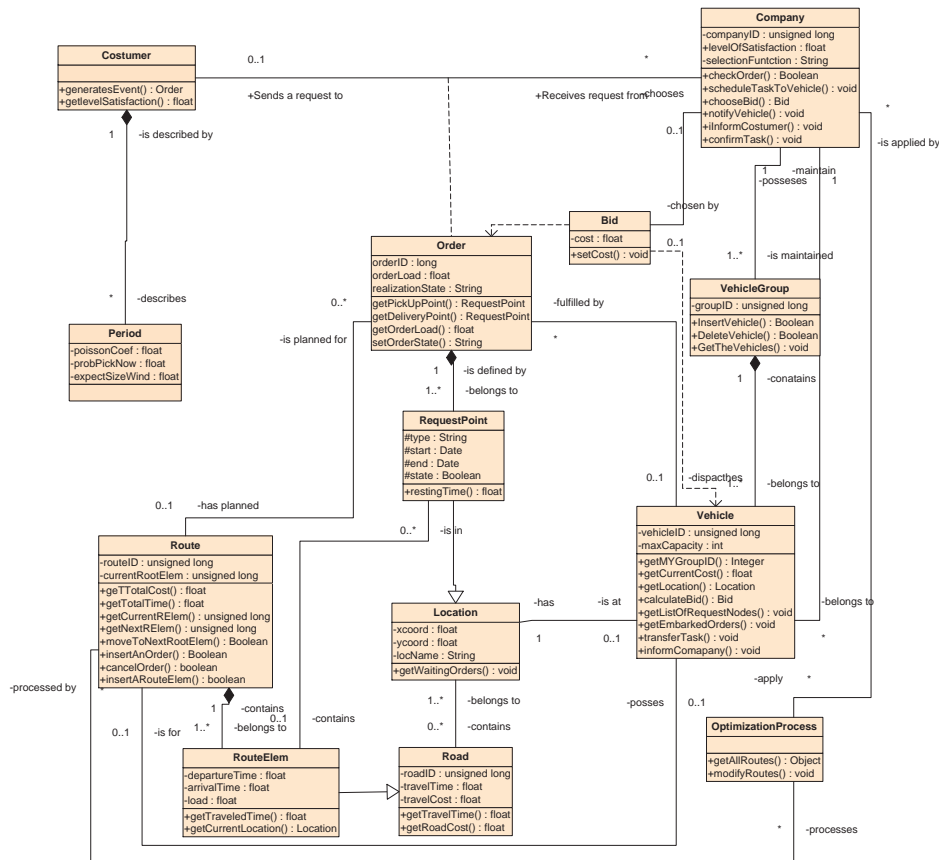 Company
-companyID : unsigned long
+levelOfSatisfaction : float
-selectionFuntction : String
+checkOrder() : Boolean
+scheduleTaskToVehicle() : void
+chooseBid() : Bid
+notifyVehicle() : void
+iInformCostumer() : void
+confirmTask() : void
Costumer
+generatesEvent() : Order
+getlevelSatisfaction() : float
0..1
*
+Sends a request to
+Receives request from
-chooses
0..1
*
-is applied by
1
-is described by
1
-maintain
-posseses
1
-chosen by
0..1
Bid
-cost : float
+setCost() : void
Order
orderID : long
orderLoad : float
realizationState : String
getPickUpPoint() : RequestPoint
getDeliveryPoint() : RequestPoint
getOrderLoad() : float
setOrderState() : String
1..*
-is maintained
VehicleGroup
-groupID : unsigned long
+InsertVehicle() : Boolean
+DeleteVehicle() : Boolean
+GetTheVehicles() : void
*
-describes
0..*
-is planned for
-fulfilled by
*
Period
-poissonCoef : float
-probPickNow : float
-expectSizeWind : float
1
-is defined by
1..*
-belongs to
1
-conatains
RequestPoint
#type : String
#start : Date
#end : Date
#state : Boolean
+restingTime() : float
0..1
-dispacthes
1..*
-belongs to
0..1
-has planned
0..*
-is in
Vehicle
-vehicleID : unsigned long
-maxCapacity : int
+getMYGroupID() : Integer
+getCurrentCost() : float
+getLocation() : Location
+calculateBid() : Bid
+getListOfRequestNodes() : void
+getEmbarkedOrders() : void
+transferTask() : void
+informComapany() : void
Route
-routeID : unsigned long
-currentRootElem : unsigned long
+geTTotalCost() : float
+getTotalTime() : float
+getCurrentRElem() : unsigned long
+getNextRElem() : unsigned long
+moveToNextRootElem() : Boolean
+insertAnOrder() : Boolean
+cancelOrder() : boolean
+insertARouteElem() : boolean
Location
-xcoord : float
-ycoord : float
-locName : String
+getWaitingOrders() : void
-has
-is at
1
0..1
-belongs to
*
-processed by
*
-apply
*
1
-contains
1..*
-belongs to
0..1
-contains
1..*
-belongs to
0..*
-contains
-posses
0..1
0..1
-is for
OptimizationProcess
+getAllRoutes() : Object
+modifyRoutes() : void
RouteElem
-departureTime : float
-arrivalTime : float
-load : float
+getTraveledTime() : float
+getCurrentLocation() : Location
Road
-roadID : unsigned long
-travelTime : float
-travelCost : float
+getTravelTime() : float
+getRoadCost() : float
*
-processes